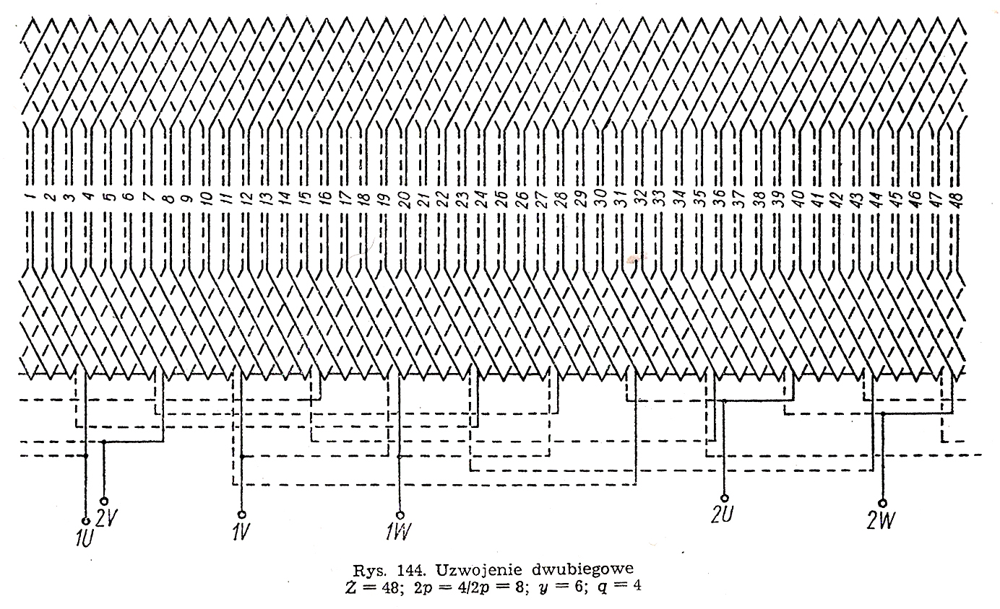 1 2 3 4 5 6 7 8 9 10 11 12 13 14 15 16 17 18 19 20 21 22 23 24 26 26 27 28 29 30 31 32 33 34 35 36 37 38 39 40 41 42 43 44 45 46 47 48
1U 2V 1V 1W 2U 2W
Rys. 144. Uzwojenie dwubiegowe
Ż = 48; 2p = 4/2p = 8; y = 6; q = 4